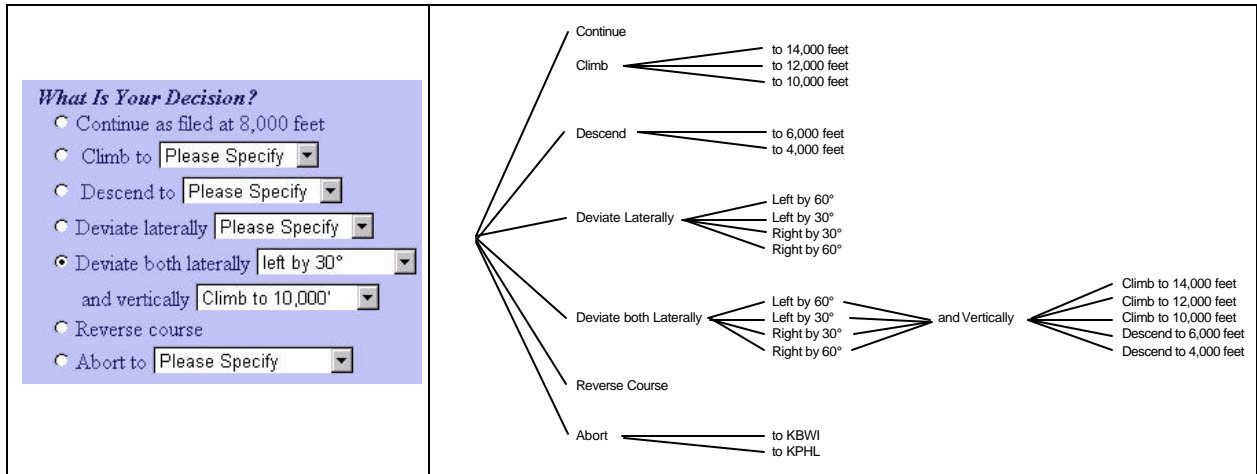 What Is Your Decision?
Continue as filed at 8,000 feet
Climb to Please Specify
Descend to Please Specify
Deviate laterally Please Specify
Deviate both laterally left by 30°
and vertically Climb to 10,000'
Reverse course
Abort to Please Specify
Continue
Climb
to 14,000 feet
to 12,000 feet
to 10,000 feet
Descend
to 6,000 feet
to 4,000 feet
Deviate Laterally
Left by 60°
Left by 30°
Right by 30°
Right by 60°
Deviate both Laterally
Left by 60°
Left by 30°
Right by 30°
Right by 60°
and Vertically
Climb to 14,000 feet
Climb to 12,000 feet
Climb to 10,000 feet
Descend to 6,000 feet
Descend to 4,000 feet
Reverse Course
Abort
to KBWI
to KPHL